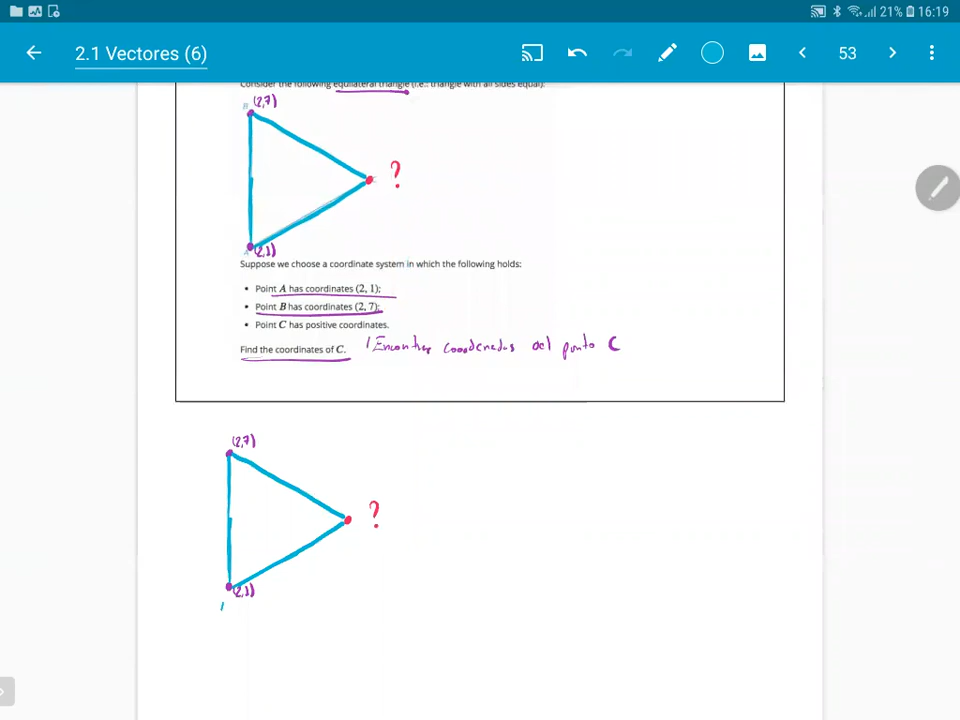 21% 16:19
2.1 Vectores (6)
53
Consider the following equilateral triangle (i.e.: triangle with all sides equal):
B
(2,7)
?
A
(2,1)
Suppose we choose a coordinate system in which the following holds:
• Point A has coordinates (2, 1);
• Point B has coordinates (2, 7);
• Point C has positive coordinates.
Find the coordinates of C. / Encontrar coordenadas del punto C
(2,7)
?
(2,1)